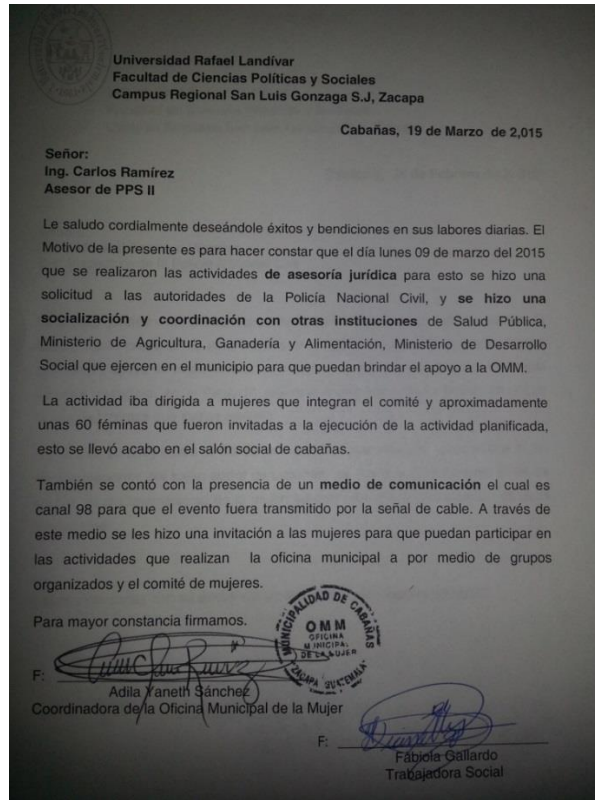 Universidad Rafael Landívar
Facultad de Ciencias Políticas y Sociales
Campus Regional San Luis Gonzaga S.J, Zacapa
Cabañas, 19 de Marzo de 2,015
Señor:
Ing. Carlos Ramírez
Asesor de PPS II
Le saludo cordialmente deseándole éxitos y bendiciones en sus labores diarias. El
Motivo de la presente es para hacer constar que el día lunes 09 de marzo del 2015
que se realizaron las actividades de asesoría jurídica para esto se hizo una
solicitud a las autoridades de la Policía Nacional Civil, y se hizo una
socialización y coordinación con otras instituciones de Salud Pública,
Ministerio de Agricultura, Ganadería y Alimentación, Ministerio de Desarrollo
Social que ejercen en el municipio para que puedan brindar el apoyo a la OMM.
La actividad iba dirigida a mujeres que integran el comité y aproximadamente
unas 60 féminas que fueron invitadas a la ejecución de la actividad planificada,
esto se llevó acabo en el salón social de cabañas.
También se contó con la presencia de un medio de comunicación el cual es
canal 98 para que el evento fuera transmitido por la señal de cable. A través de
este medio se les hizo una invitación a las mujeres para que puedan participar en
las actividades que realizan la oficina municipal a por medio de grupos
organizados y el comité de mujeres.
Para mayor constancia firmamos.
MUNICIPALIDAD DE CABAÑAS
OMM
OFICINA
MUNICIPAL
DE LA MUJER
ZACAPA GUATEMALA
F:
Adila Yaneth Sánchez
Coordinadora de la Oficina Municipal de la Mujer
F:
Fábiola Gallardo
Trabajadora Social